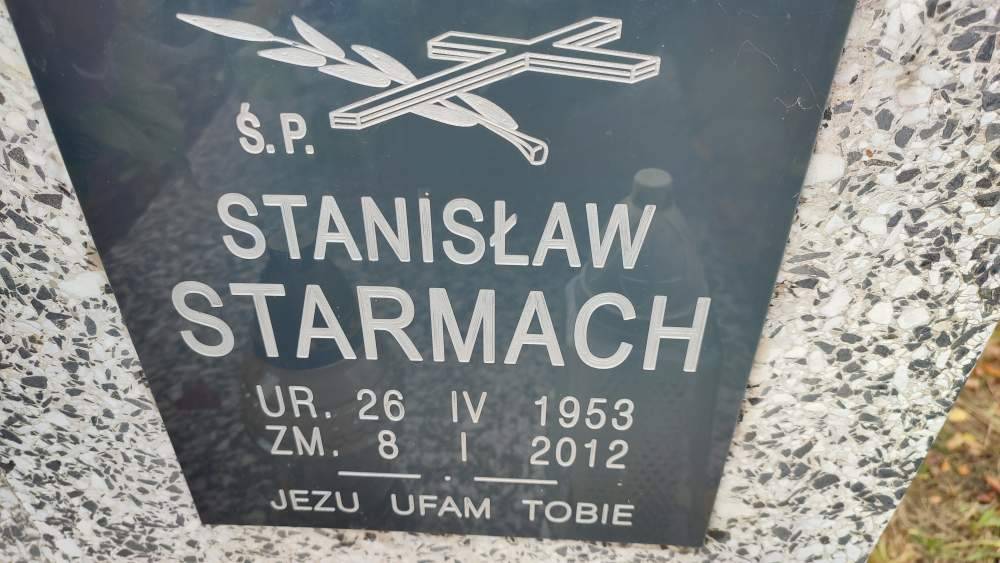 Ś.P.
STANISŁAW
STARMACH
UR. 26 IV 1953
ZM. 8 I 2012
JEZU UFAM TOBIE